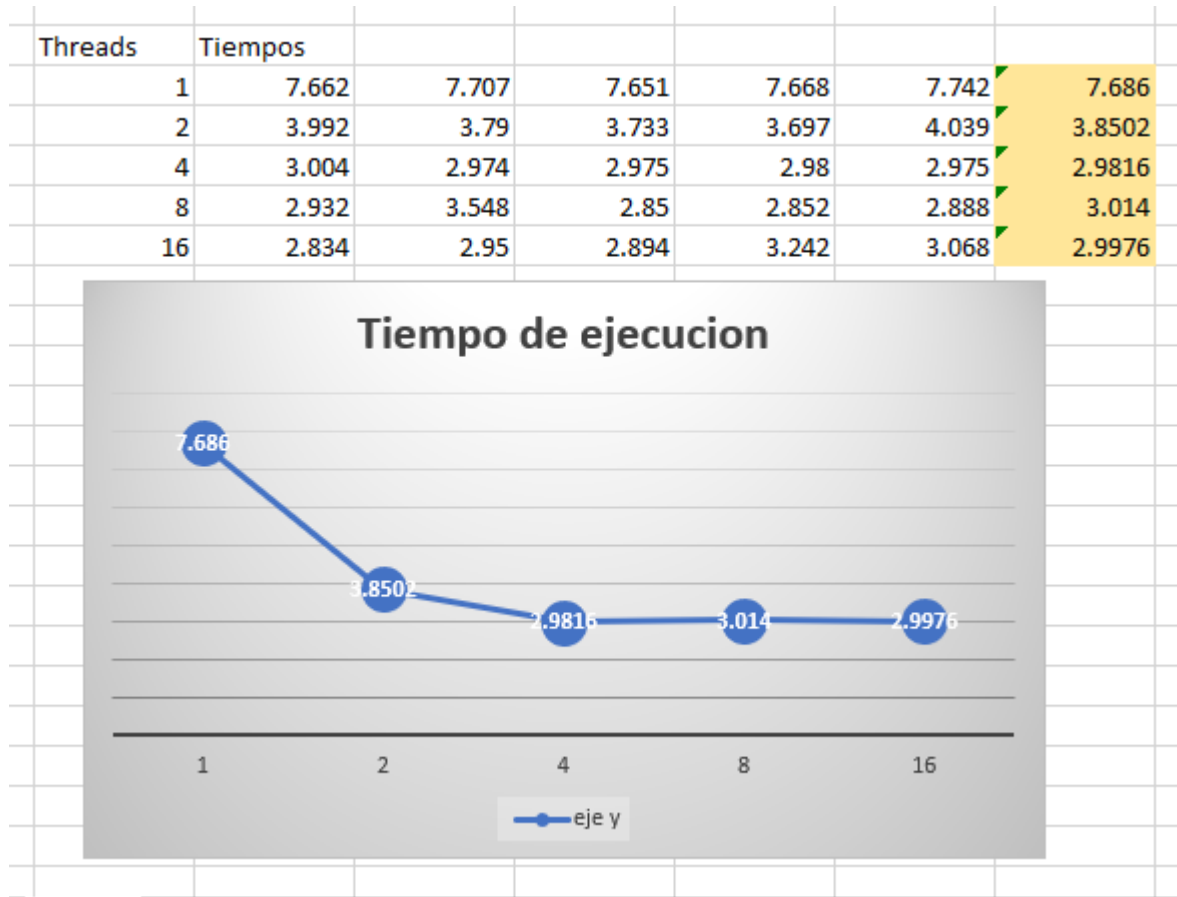 Threads Tiempos
1 7.662 7.707 7.651 7.668 7.742 7.686
2 3.992 3.79 3.733 3.697 4.039 3.8502
4 3.004 2.974 2.975 2.98 2.975 2.9816
8 2.932 3.548 2.85 2.852 2.888 3.014
16 2.834 2.95 2.894 3.242 3.068 2.9976
Tiempo de ejecucion
7.686
3.8502
2.9816 3.014 2.9976
1 2 4 8 16
eje y